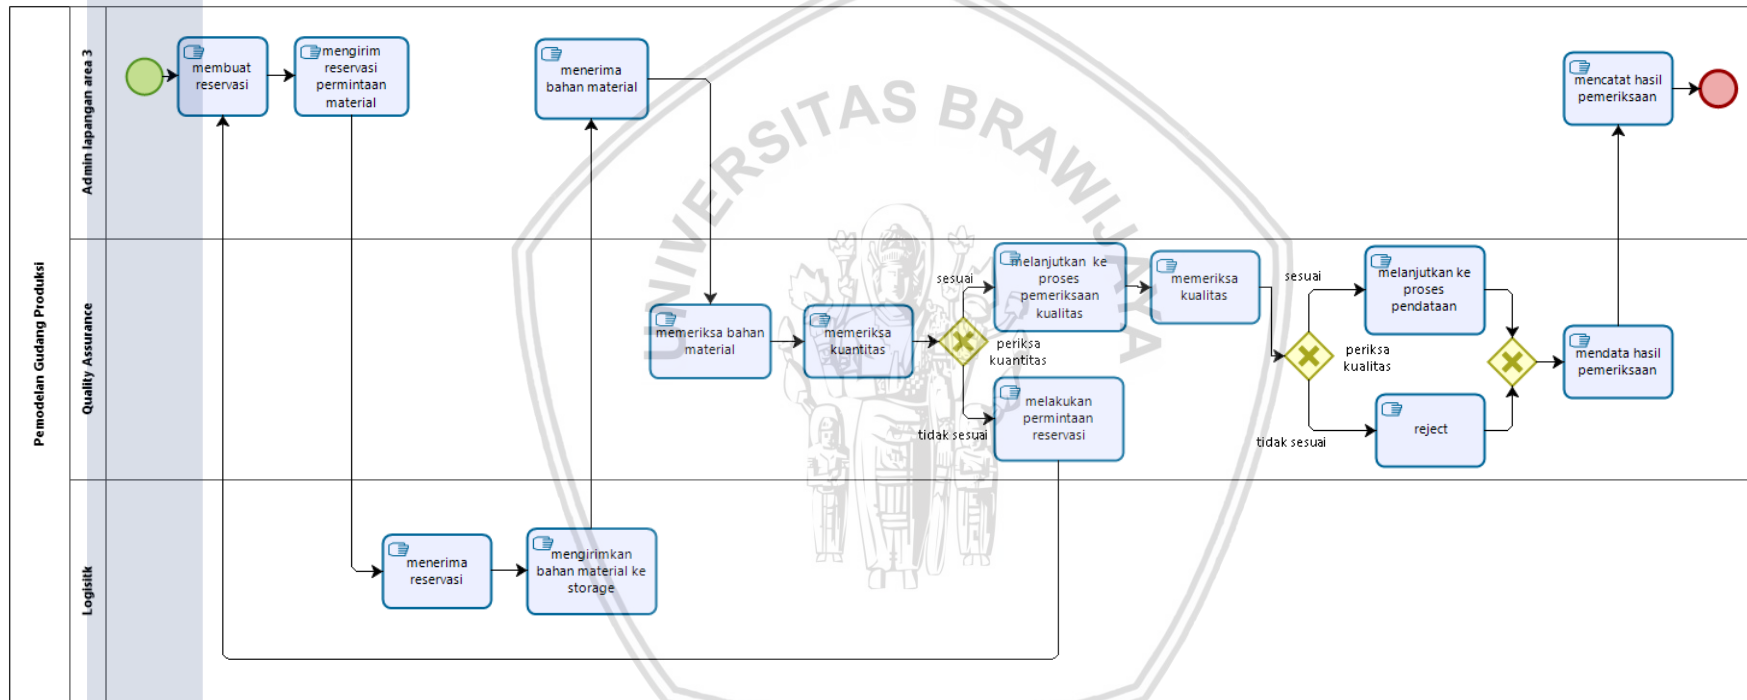 Pemodelan Gudang Produksi
Admin lapangan area 3
membuat
reservasi
mengirim
reservasi
permintaan
material
menerima
bahan material
mencatat hasil
pemeriksaan
UNIVERSITAS BRAWIJAYA
Quality Assurance
memeriksa bahan
material
memeriksa
kuantitas
periksa
kuantitas
sesuai
melanjutkan ke
proses
pemeriksaan
kualitas
tidak sesuai
melakukan
permintaan
reservasi
memeriksa
kualitas
periksa
kualitas
sesuai
melanjutkan ke
proses
pendataan
tidak sesuai
reject
mendata hasil
pemeriksaan
Logisitk
menerima
reservasi
mengirimkan
bahan material ke
storage